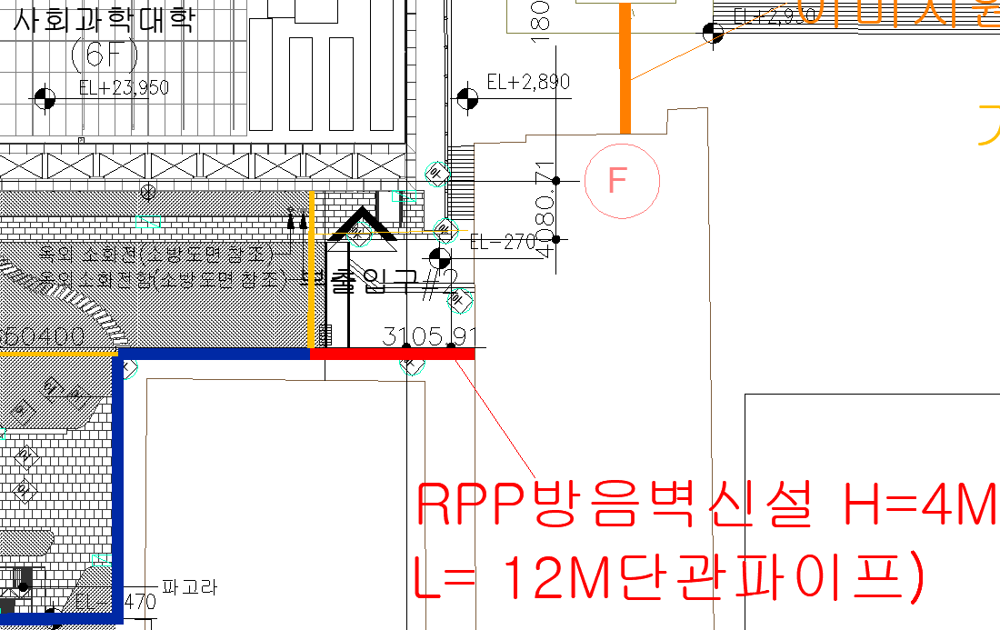 사회과학대학
(6F)
EL+23,950
EL+2,890
EL+2,930
180
4080.71
F
EL-270
옥외 소화전(소방도면 참조)
옥외소화전함(소방도면 참조)
부출입구#2
3105.91
50400
RPP방음벽신설 H=4M
L= 12M단관파이프)
파고라
470